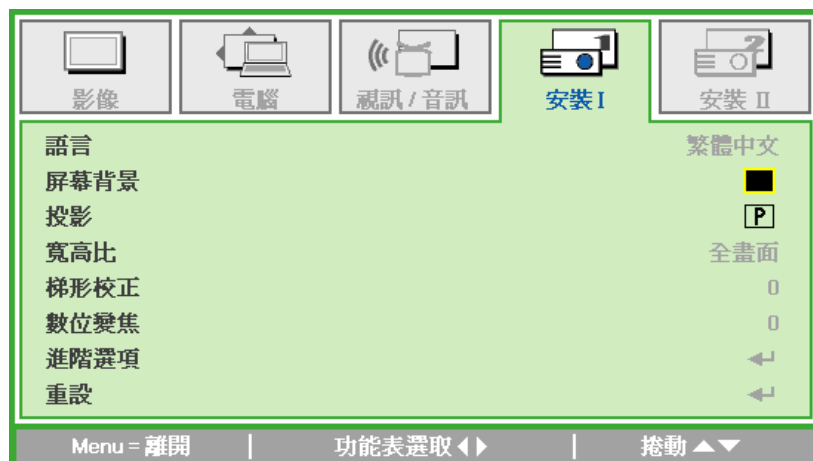 影像 電腦 視訊 / 音訊 安裝 I 安裝 II
語言 繁體中文
屏幕背景
投影 P
寬高比 全畫面
梯形校正 0
數位變焦 0
進階選項
重設
Menu = 離開 | 功能表選取 | 捲動